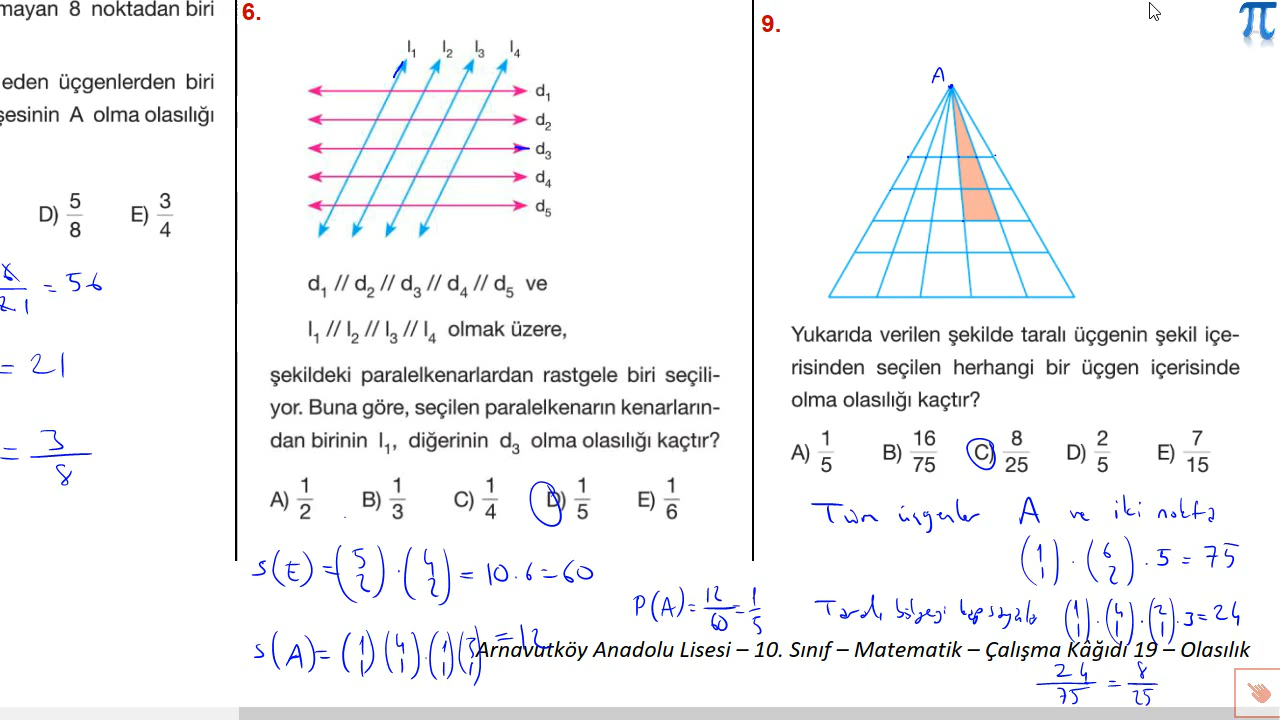 mayan 8 noktadan biri
eden üçgenlerden biri
şesinin A olma olasılığı
D) 5/8 E) 3/4
= 56
= 21
= 3/8
6.
l₁ l₂ l₃ l₄
d₁
d₂
d₃
d₄
d₅
d₁ // d₂ // d₃ // d₄ // d₅ ve
l₁ // l₂ // l₃ // l₄ olmak üzere,
şekildeki paralelkenarlardan rastgele biri seçili-
yor. Buna göre, seçilen paralelkenarın kenarların-
dan birinin l₁, diğerinin d₃ olma olasılığı kaçtır?
A) 1/2 B) 1/3 C) 1/4 D) 1/5 E) 1/6
s(E) = (5 2) . (4 2) = 10.6 = 60
s(A) = (1 1) (4 1) . (1 1) (3 1) = 12
P(A) = 12/60 = 1/5
9.
π
A
Yukarıda verilen şekilde taralı üçgenin şekil içe-
risinden seçilen herhangi bir üçgen içerisinde
olma olasılığı kaçtır?
A) 1/5 B) 16/75 C) 8/25 D) 2/5 E) 7/15
Tüm üçgenler A ve iki nokta
(1 1) . (6 2) . 5 = 75
Taralı bölgeyi kapsayan (1 1) . (4 1) . (2 1) . 3 = 24
Arnavutköy Anadolu Lisesi – 10. Sınıf – Matematik – Çalışma Kâğıdı 19 – Olasılık
24/75 = 8/25